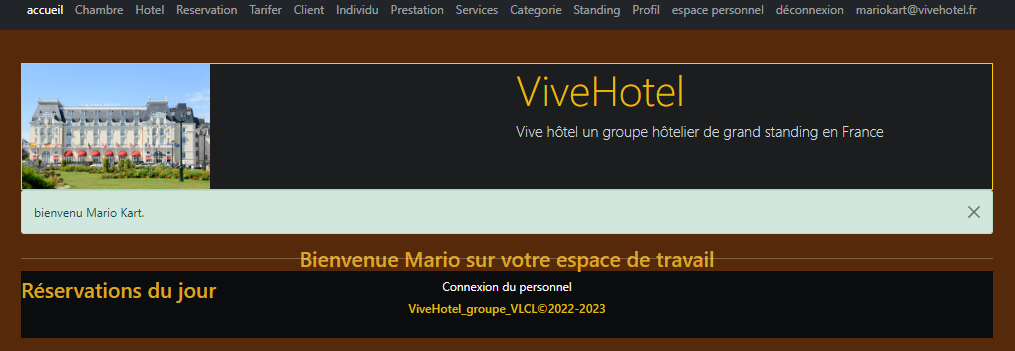 accueil Chambre Hotel Reservation Tarifer Client Individu Prestation Services Categorie Standing Profil espace personnel déconnexion mariokart@vivehotel.fr
ViveHotel
Vive hôtel un groupe hôtelier de grand standing en France
bienvenu Mario Kart.
Bienvenue Mario sur votre espace de travail
Réservations du jour
Connexion du personnel
ViveHotel_groupe_VLCL©2022-2023